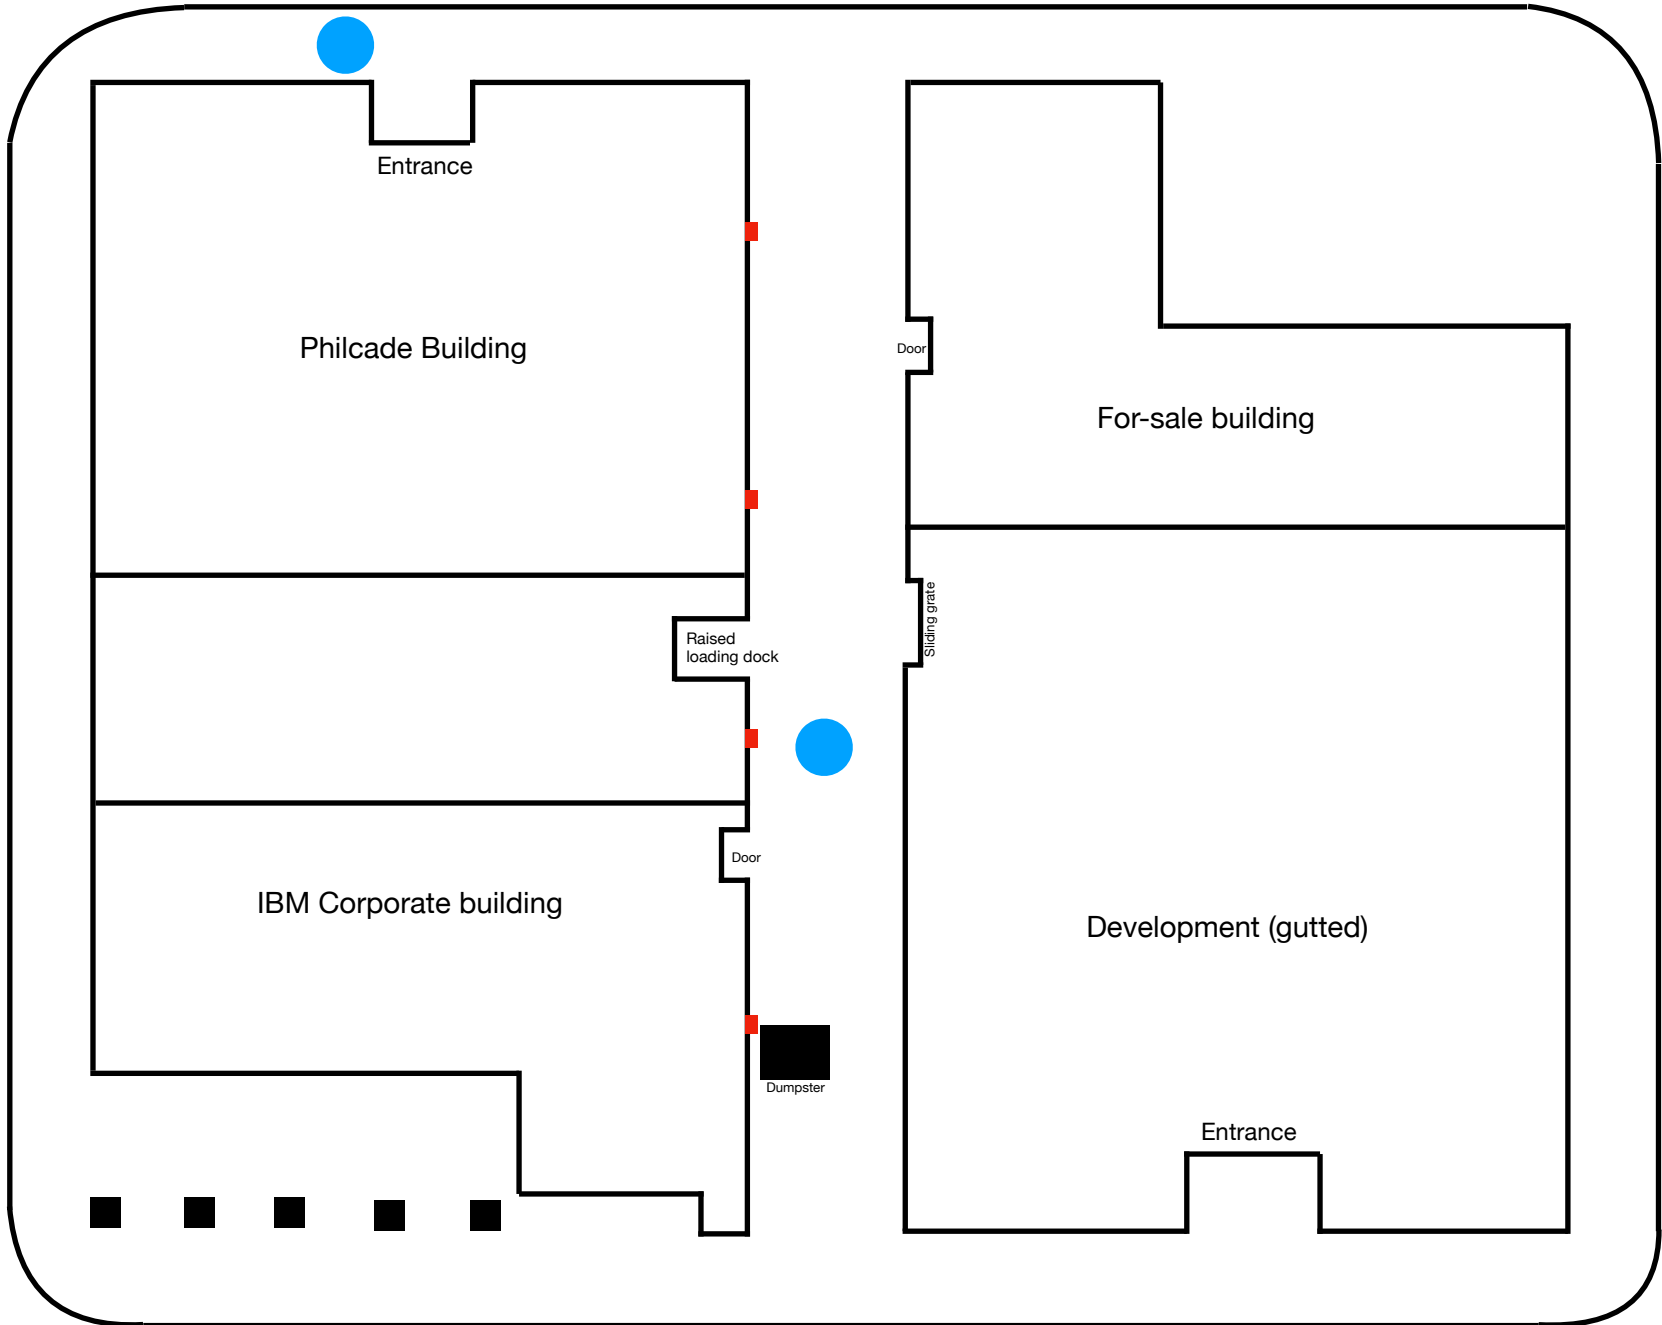 Entrance
Philcade Building
Door
For-sale building
Sliding grate
Raised
loading dock
Door
IBM Corporate building
Development (gutted)
Dumpster
Entrance